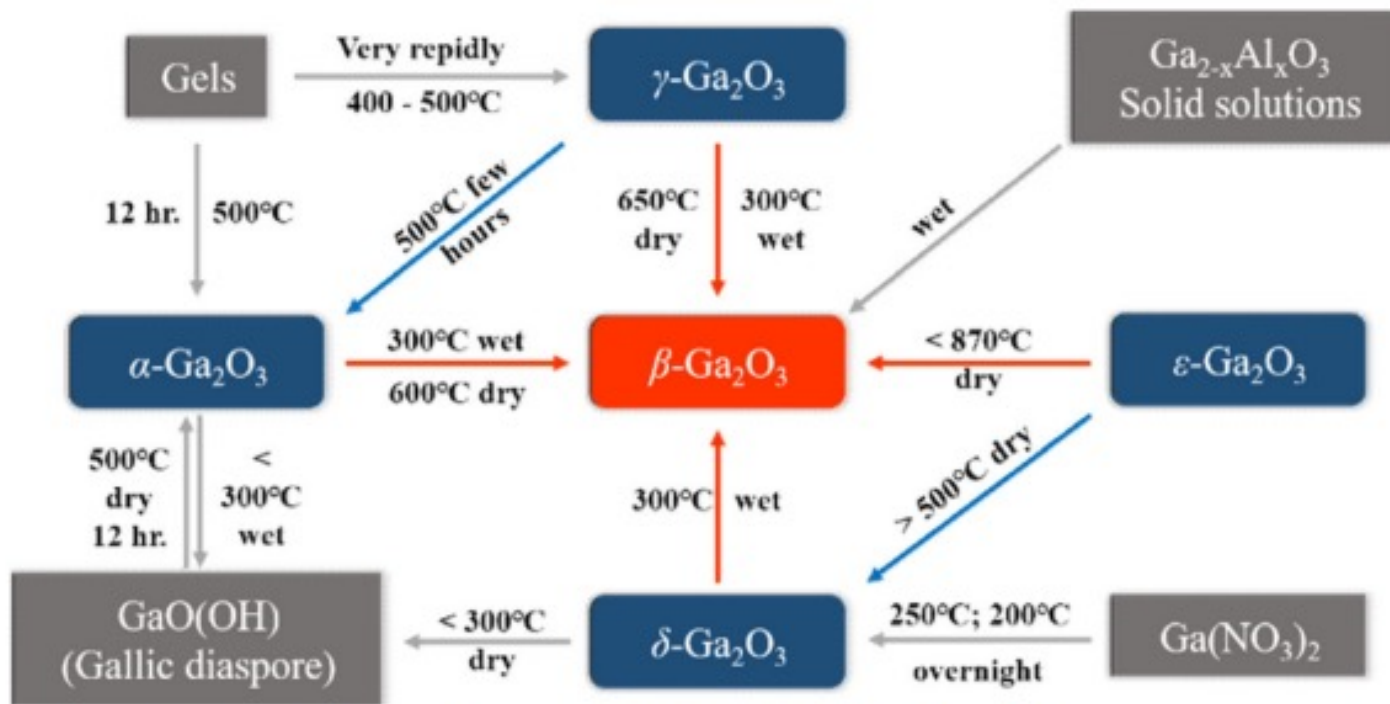 Gels
Very repidly
400 - 500℃
γ-Ga₂O₃
Ga₂₋ₓAlₓO₃
Solid solutions
12 hr.
500℃
500℃ few
hours
650℃
dry
300℃
wet
wet
α-Ga₂O₃
300℃ wet
600℃ dry
β-Ga₂O₃
< 870℃
dry
ε-Ga₂O₃
500℃
dry
12 hr.
<
300℃
wet
300℃
wet
> 500℃ dry
GaO(OH)
(Gallic diaspore)
< 300℃
dry
δ-Ga₂O₃
250℃; 200℃
overnight
Ga(NO₃)₂